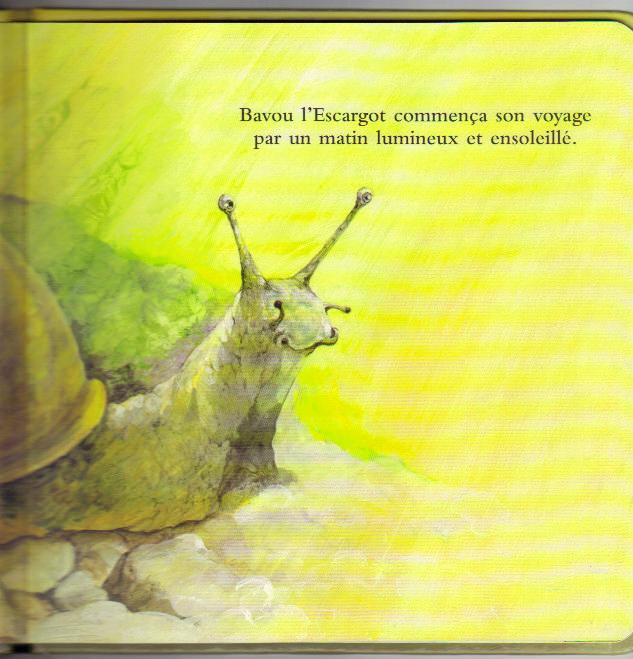 Bavou l'Escargot commença son voyage
par un matin lumineux et ensoleillé.